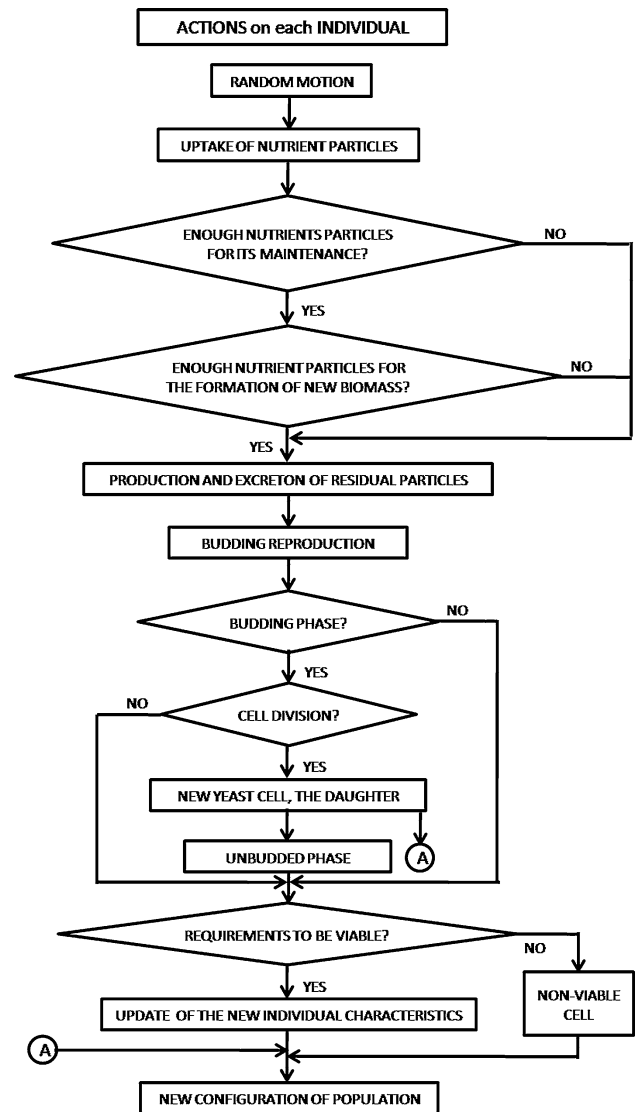 ACTIONS on each INDIVIDUAL
RANDOM MOTION
UPTAKE OF NUTRIENT PARTICLES
ENOUGH NUTRIENTS PARTICLES
FOR ITS MAINTENANCE?
NO
YES
ENOUGH NUTRIENT PARTICLES FOR
THE FORMATION OF NEW BIOMASS?
NO
YES
PRODUCTION AND EXCRETON OF RESIDUAL PARTICLES
BUDDING REPRODUCTION
BUDDING PHASE?
NO
YES
CELL DIVISION?
NO
YES
NEW YEAST CELL, THE DAUGHTER
UNBUDDED PHASE
A
REQUIREMENTS TO BE VIABLE?
NO
YES
NON-VIABLE
CELL
UPDATE OF THE NEW INDIVIDUAL CHARACTERISTICS
A
NEW CONFIGURATION OF POPULATION